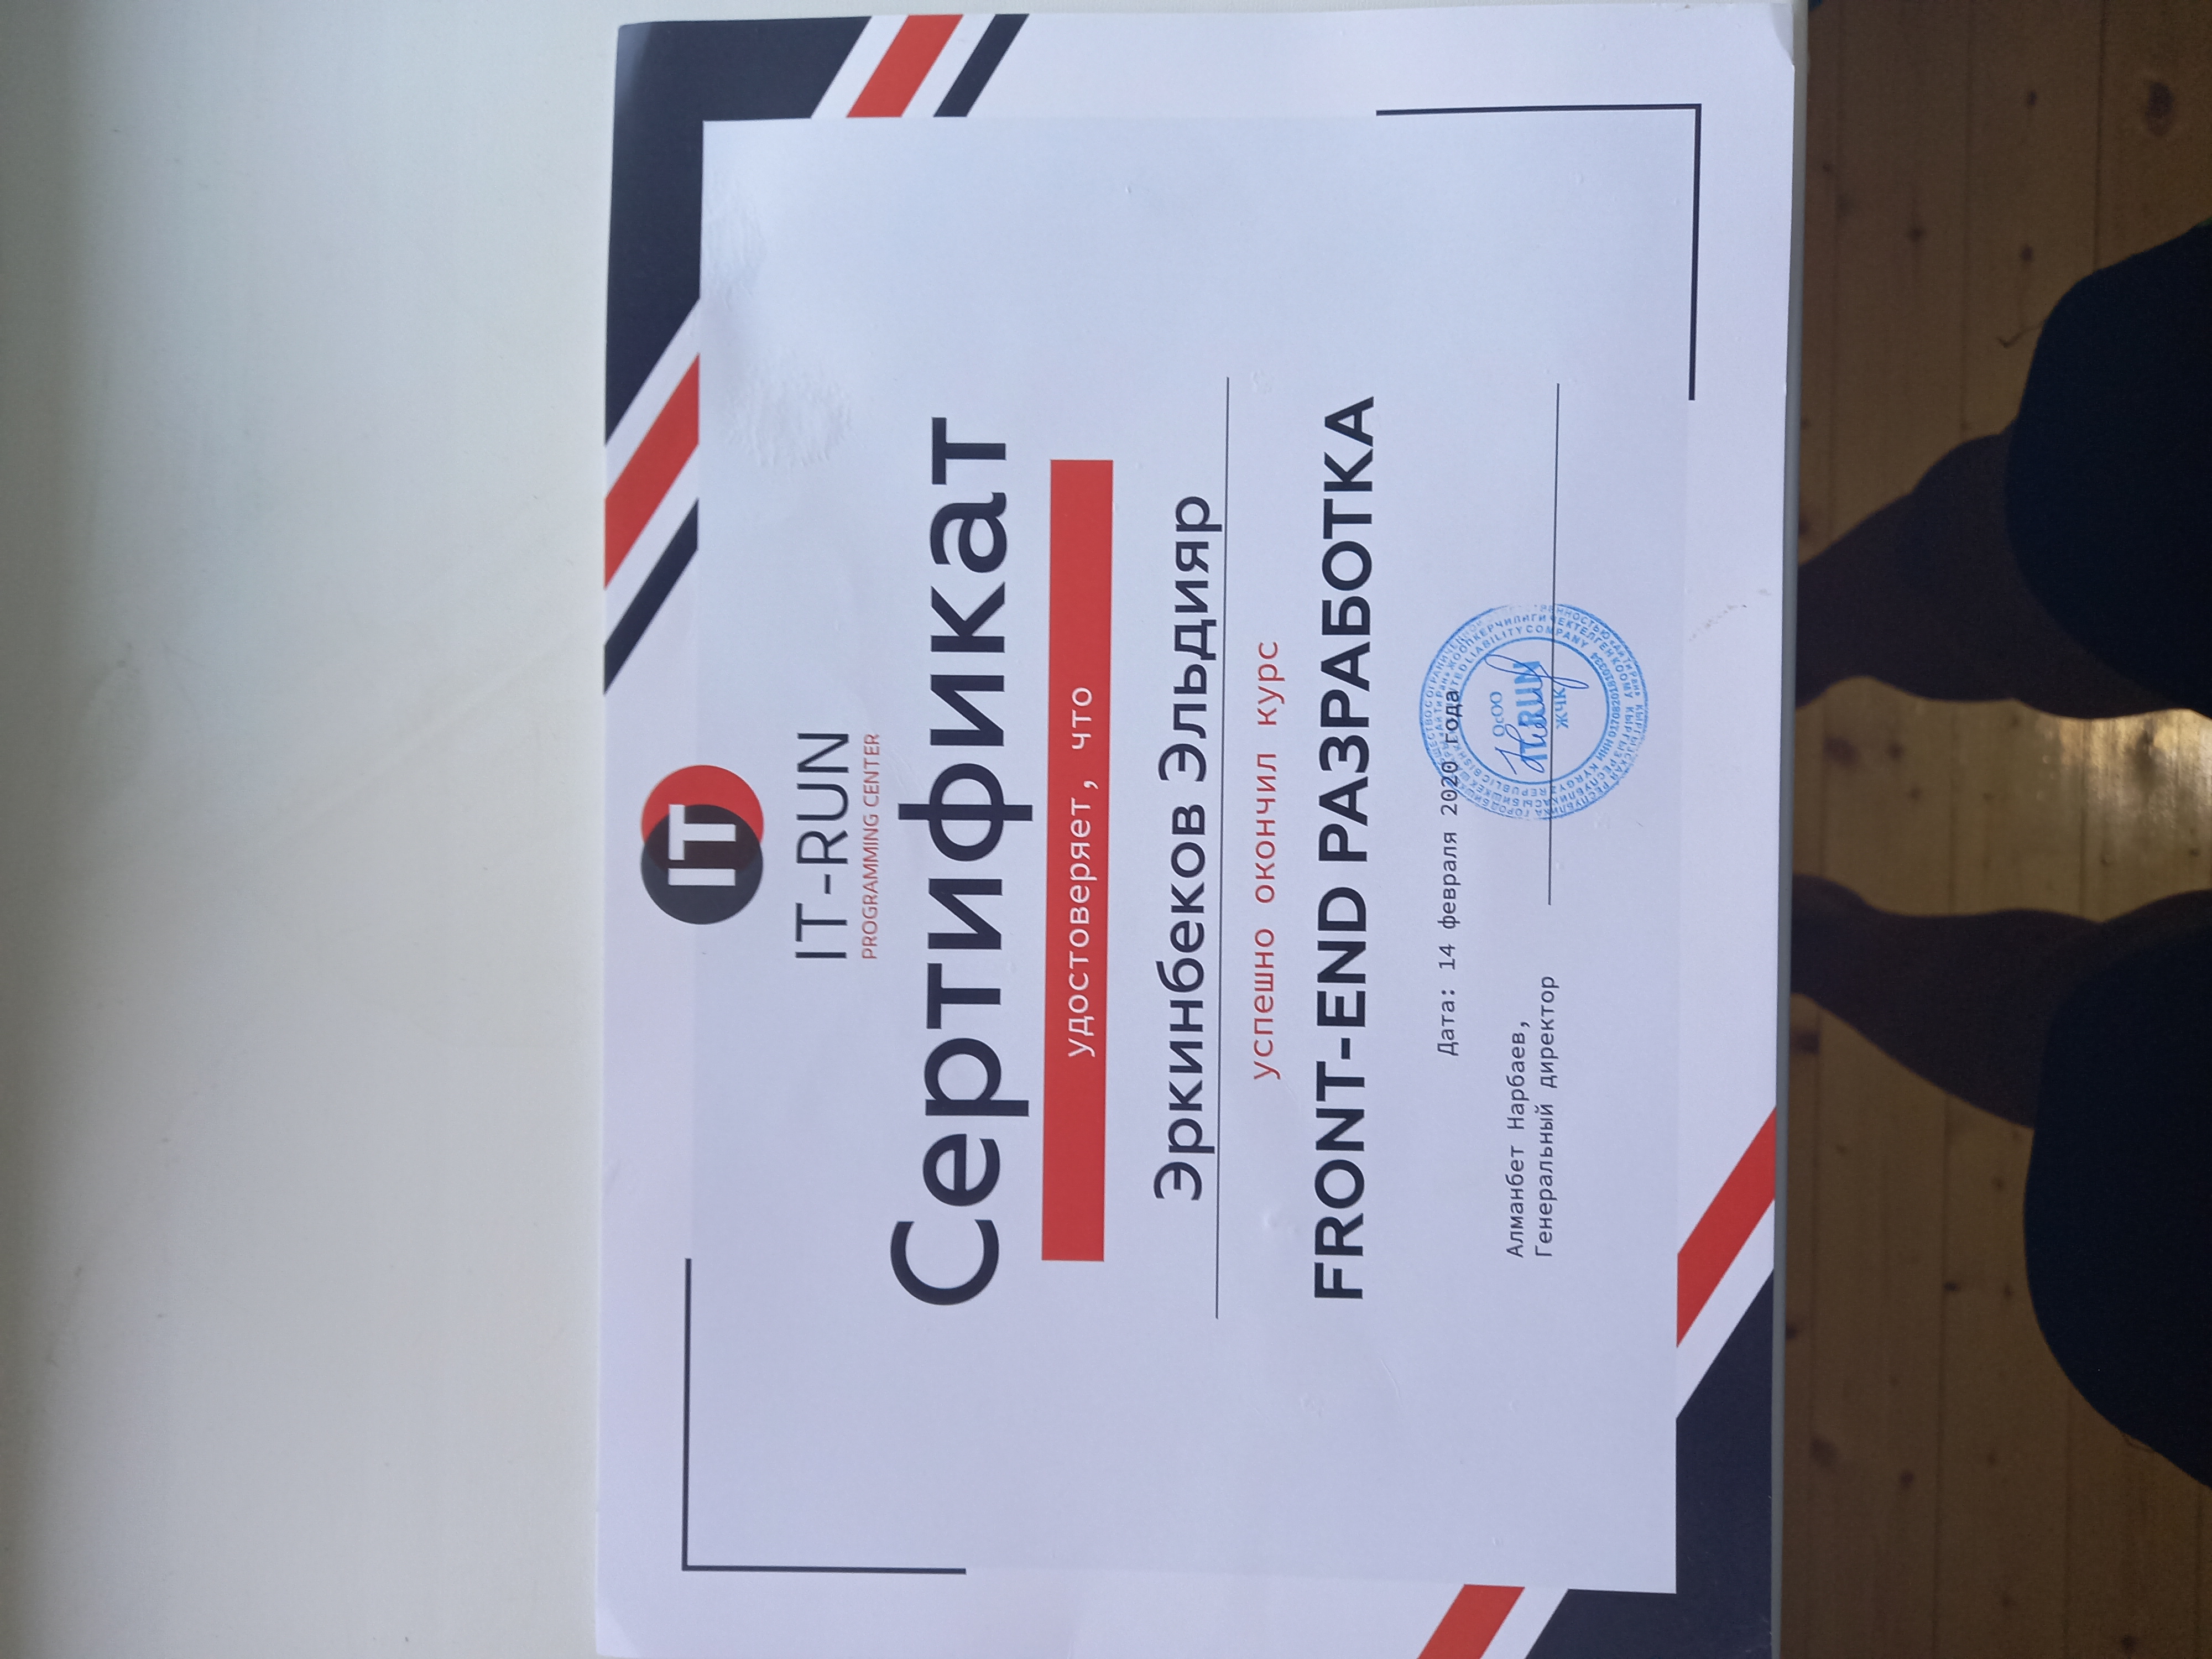 IT
IT-RUN
PROGRAMMING CENTER
Сертификат
удостоверяет, что
Эркинбеков Эльдияр
успешно окончил курс
FRONT-END РАЗРАБОТКА
Дата: 14 февраля 2020 года
Алманбет Нарбаев,
Генеральный директор
ОсОО
IT RUN
ЖЧК
ИНН 01708201810334